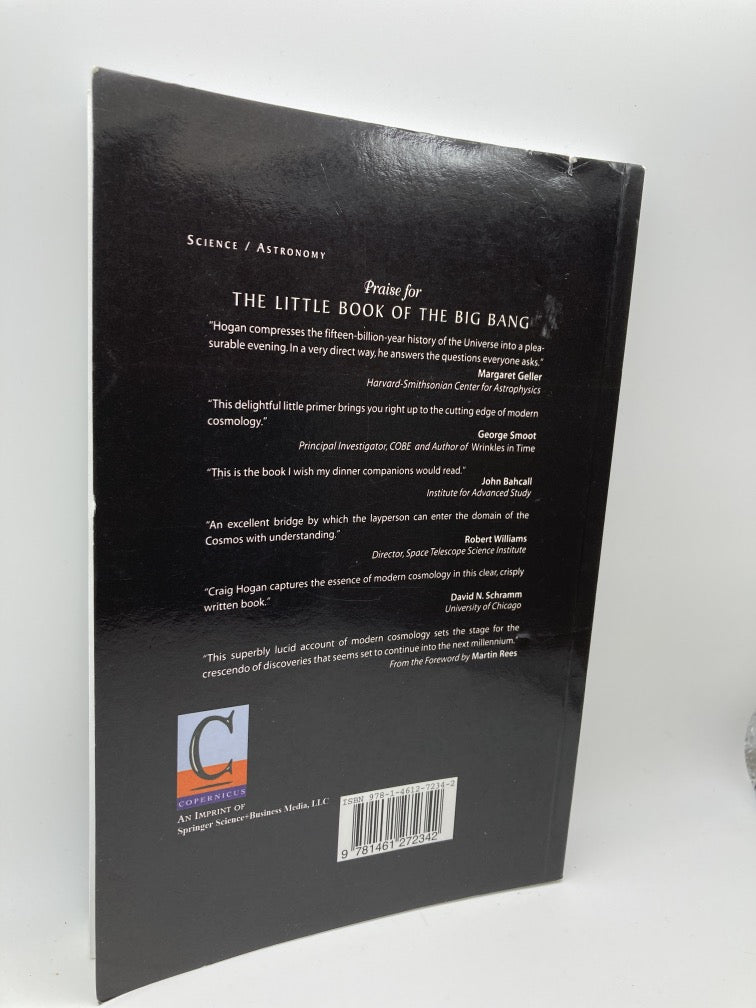 SCIENCE / ASTRONOMY
Praise for
THE LITTLE BOOK OF THE BIG BANG
"Hogan compresses the fifteen-billion-year history of the Universe into a plea-
surable evening. In a very direct way, he answers the questions everyone asks."
Margaret Geller
Harvard-Smithsonian Center for Astrophysics
"This delightful little primer brings you right up to the cutting edge of modern
cosmology."
George Smoot
Principal Investigator, COBE and Author of Wrinkles in Time
"This is the book I wish my dinner companions would read."
John Bahcall
Institute for Advanced Study
"An excellent bridge by which the layperson can enter the domain of the
Cosmos with understanding."
Robert Williams
Director, Space Telescope Science Institute
"Craig Hogan captures the essence of modern cosmology in this clear, crisply
written book."
David N. Schramm
University of Chicago
"This superbly lucid account of modern cosmology sets the stage for the
crescendo of discoveries that seems set to continue into the next millennium."
From the Foreword by Martin Rees
C
COPERNICUS
AN IMPRINT OF
Springer Science+Business Media, LLC
ISBN 978-1-4612-7234-2
9 781461 272342